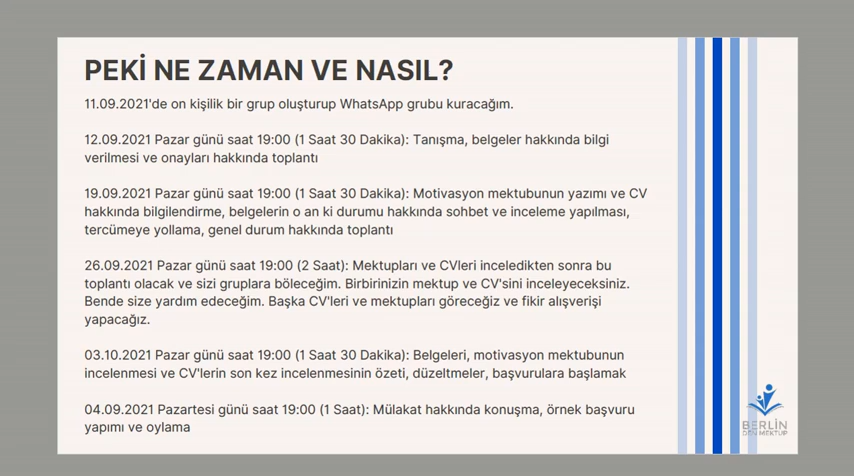 PEKİ NE ZAMAN VE NASIL?
11.09.2021'de on kişilik bir grup oluşturup WhatsApp grubu kuracağım.
12.09.2021 Pazar günü saat 19:00 (1 Saat 30 Dakika): Tanışma, belgeler hakkında bilgi
verilmesi ve onayları hakkında toplantı
19.09.2021 Pazar günü saat 19:00 (1 Saat 30 Dakika): Motivasyon mektubunun yazımı ve CV
hakkında bilgilendirme, belgelerin o an ki durumu hakkında sohbet ve inceleme yapılması,
tercümeye yollama, genel durum hakkında toplantı
26.09.2021 Pazar günü saat 19:00 (2 Saat): Mektupları ve CVleri inceledikten sonra bu
toplantı olacak ve sizi gruplara böleceğim. Birbirinizin mektup ve CV'sini inceleyeceksiniz.
Bende size yardım edeceğim. Başka CV'leri ve mektupları göreceğiz ve fikir alışverişi
yapacağız.
03.10.2021 Pazar günü saat 19:00 (1 Saat 30 Dakika): Belgeleri, motivasyon mektubunun
incelenmesi ve CV'lerin son kez incelenmesinin özeti, düzeltmeler, başvurulara başlamak
04.09.2021 Pazartesi günü saat 19:00 (1 Saat): Mülakat hakkında konuşma, örnek başvuru
yapımı ve oylama
BERLİN
DEN MEKTUP